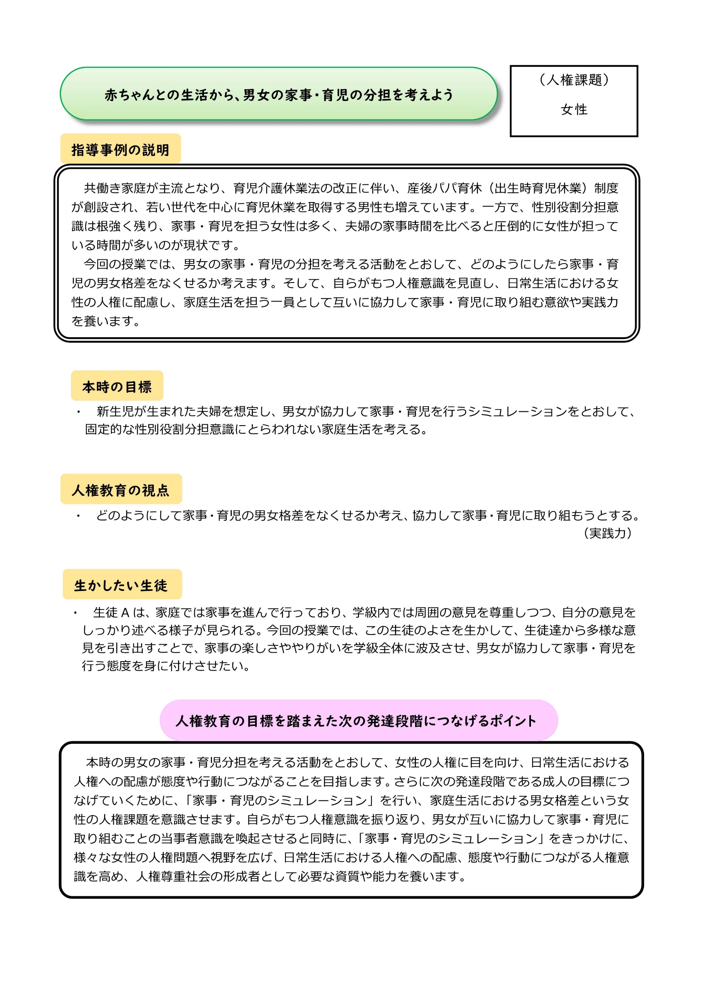 赤ちゃんとの生活から、男女の家事・育児の分担を考えよう
（人権課題）
女性
指導事例の説明
共働き家庭が主流となり、育児介護休業法の改正に伴い、産後パパ育休（出生時育児休業）制度
が創設され、若い世代を中心に育児休業を取得する男性も増えています。一方で、性別役割分担意
識は根強く残り、家事・育児を担う女性は多く、夫婦の家事時間を比べると圧倒的に女性が担って
いる時間が多いのが現状です。
今回の授業では、男女の家事・育児の分担を考える活動をとおして、どのようにしたら家事・育
児の男女格差をなくせるか考えます。そして、自らがもつ人権意識を見直し、日常生活における女
性の人権に配慮し、家庭生活を担う一員として互いに協力して家事・育児に取り組む意欲や実践力
を養います。
本時の目標
・　新生児が生まれた夫婦を想定し、男女が協力して家事・育児を行うシミュレーションをとおして、
固定的な性別役割分担意識にとらわれない家庭生活を考える。
人権教育の視点
・　どのようにして家事・育児の男女格差をなくせるか考え、協力して家事・育児に取り組もうとする。
（実践力）
生かしたい生徒
・　生徒 A は、家庭では家事を進んで行っており、学級内では周囲の意見を尊重しつつ、自分の意見を
しっかり述べる様子が見られる。今回の授業では、この生徒のよさを生かして、生徒達から多様な意
見を引き出すことで、家事の楽しさややりがいを学級全体に波及させ、男女が協力して家事・育児を
行う態度を身に付けさせたい。
人権教育の目標を踏まえた次の発達段階につなげるポイント
本時の男女の家事・育児分担を考える活動をとおして、女性の人権に目を向け、日常生活における
人権への配慮が態度や行動につながることを目指します。さらに次の発達段階である成人の目標につ
なげていくために、「家事・育児のシミュレーション」を行い、家庭生活における男女格差という女
性の人権課題を意識させます。自らがもつ人権意識を振り返り、男女が互いに協力して家事・育児に
取り組むことの当事者意識を喚起させると同時に、「家事・育児のシミュレーション」をきっかけに、
様々な女性の人権問題へ視野を広げ、日常生活における人権への配慮、態度や行動につながる人権意
識を高め、人権尊重社会の形成者として必要な資質や能力を養います。